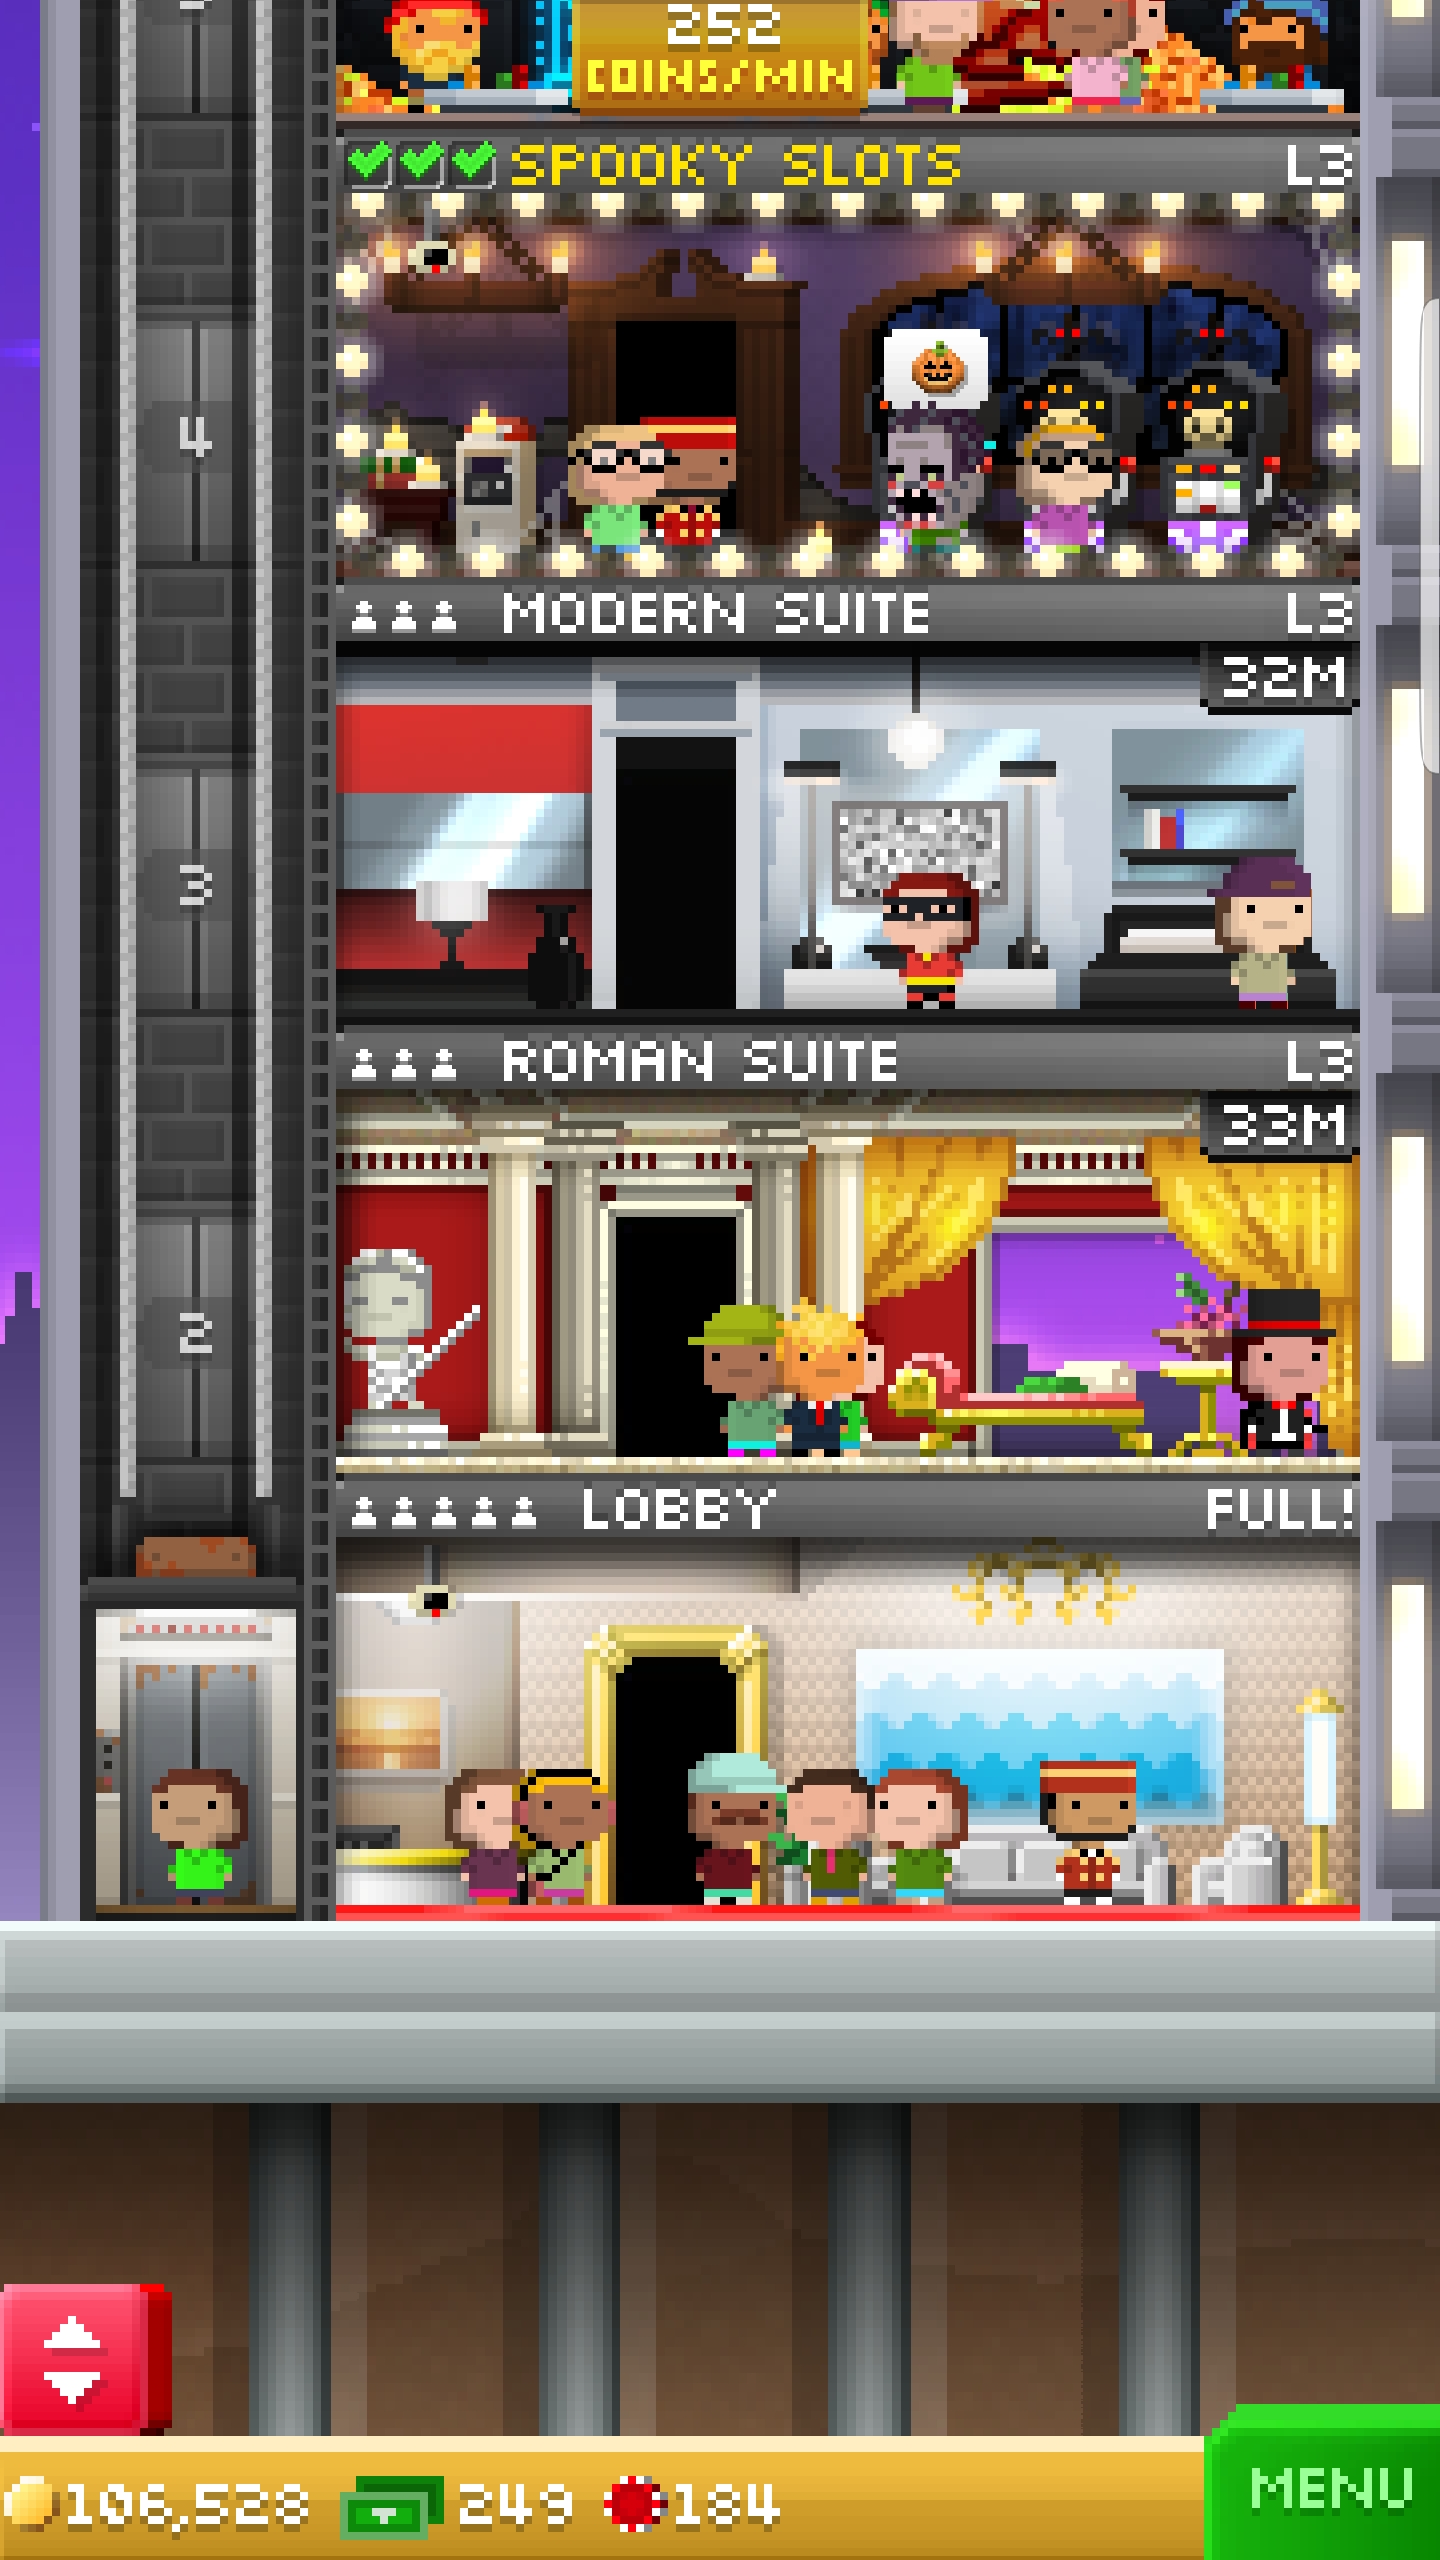 252
COINS/MIN
SPOOKY SLOTS L3
4
MODERN SUITE L3
32M
3
ROMAN SUITE L3
33M
2
LOBBY FULL!
106,528 249 184
MENU